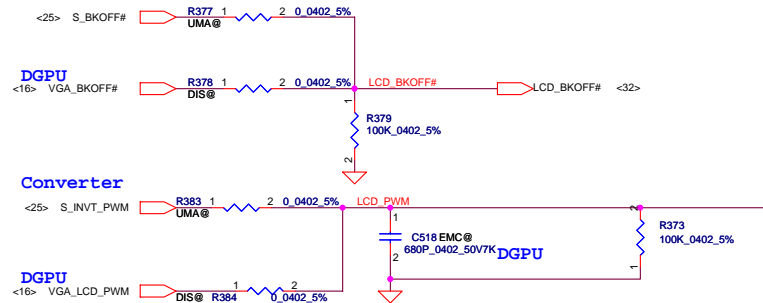 <25> S_BKOFF# R377 1 2 0_0402_5%
UMA@
DGPU
<16> VGA_BKOFF# R378 1 2 0_0402_5% LCD_BKOFF# LCD_BKOFF# <32>
DIS@
1
R379
100K_0402_5%
2
Converter
<25> S_INVT_PWM R383 1 2 0_0402_5% LCD_PWM
UMA@
1 2
C518 EMC@ R373
680P_0402_50V7K DGPU 100K_0402_5%
2 1
DGPU
<16> VGA_LCD_PWM 1 2
DIS@ R384 0_0402_5%